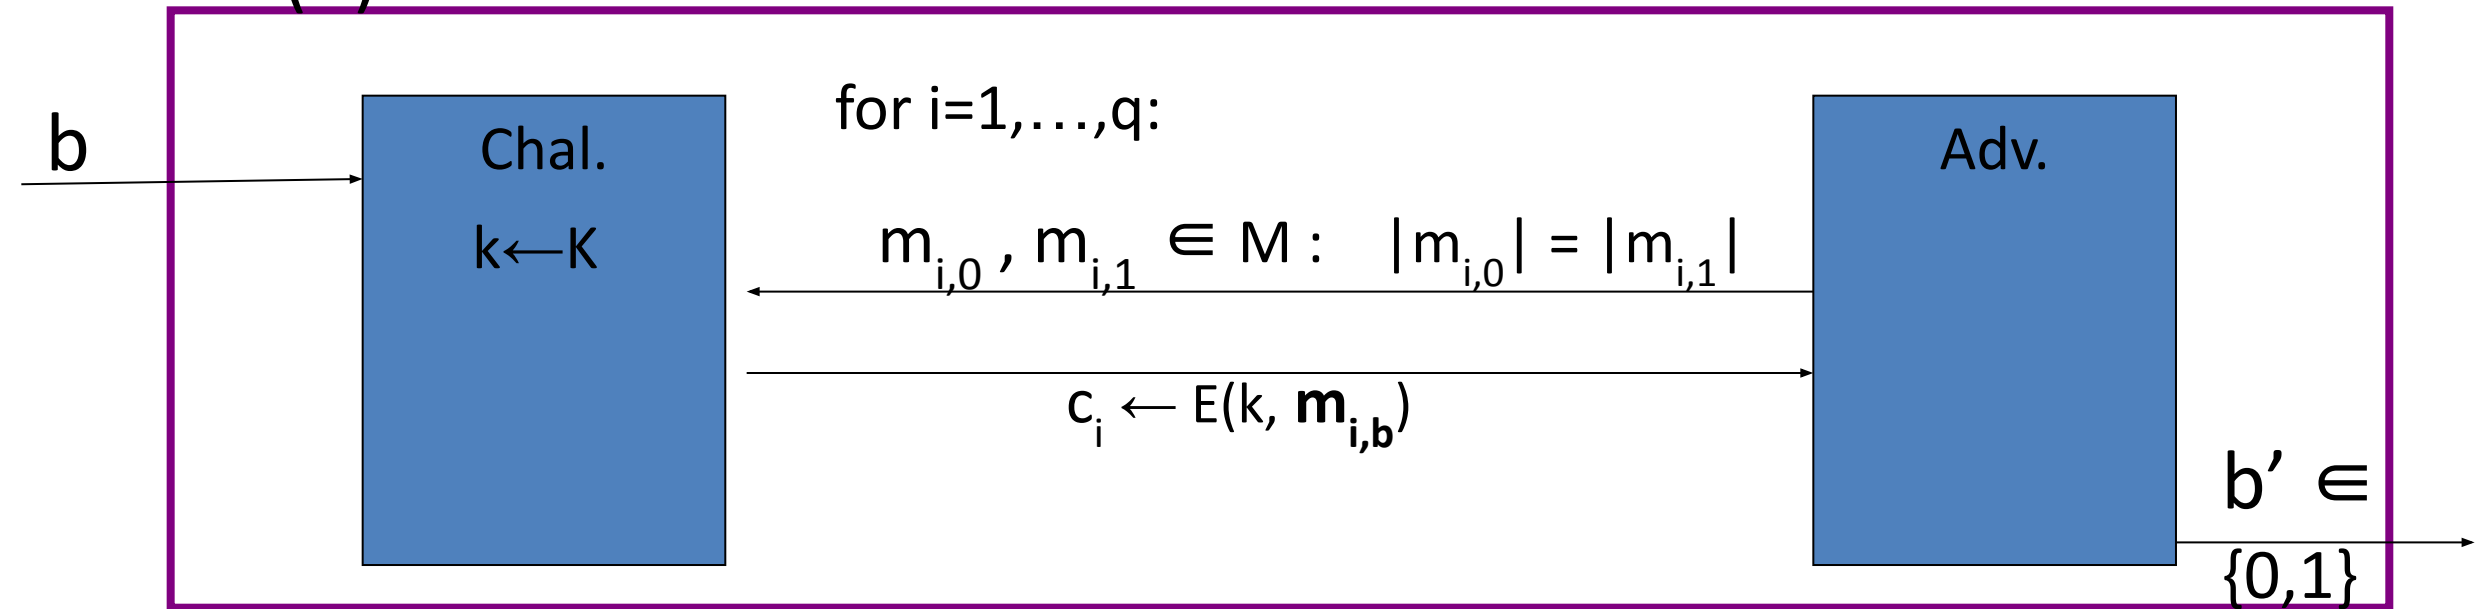 b
Chal.
k←K
for i=1,…,q:
m_{i,0} , m_{i,1} ∈ M : |m_{i,0}| = |m_{i,1}|
c_i ← E(k, m_{i,b})
Adv.
b’ ∈
{0,1}